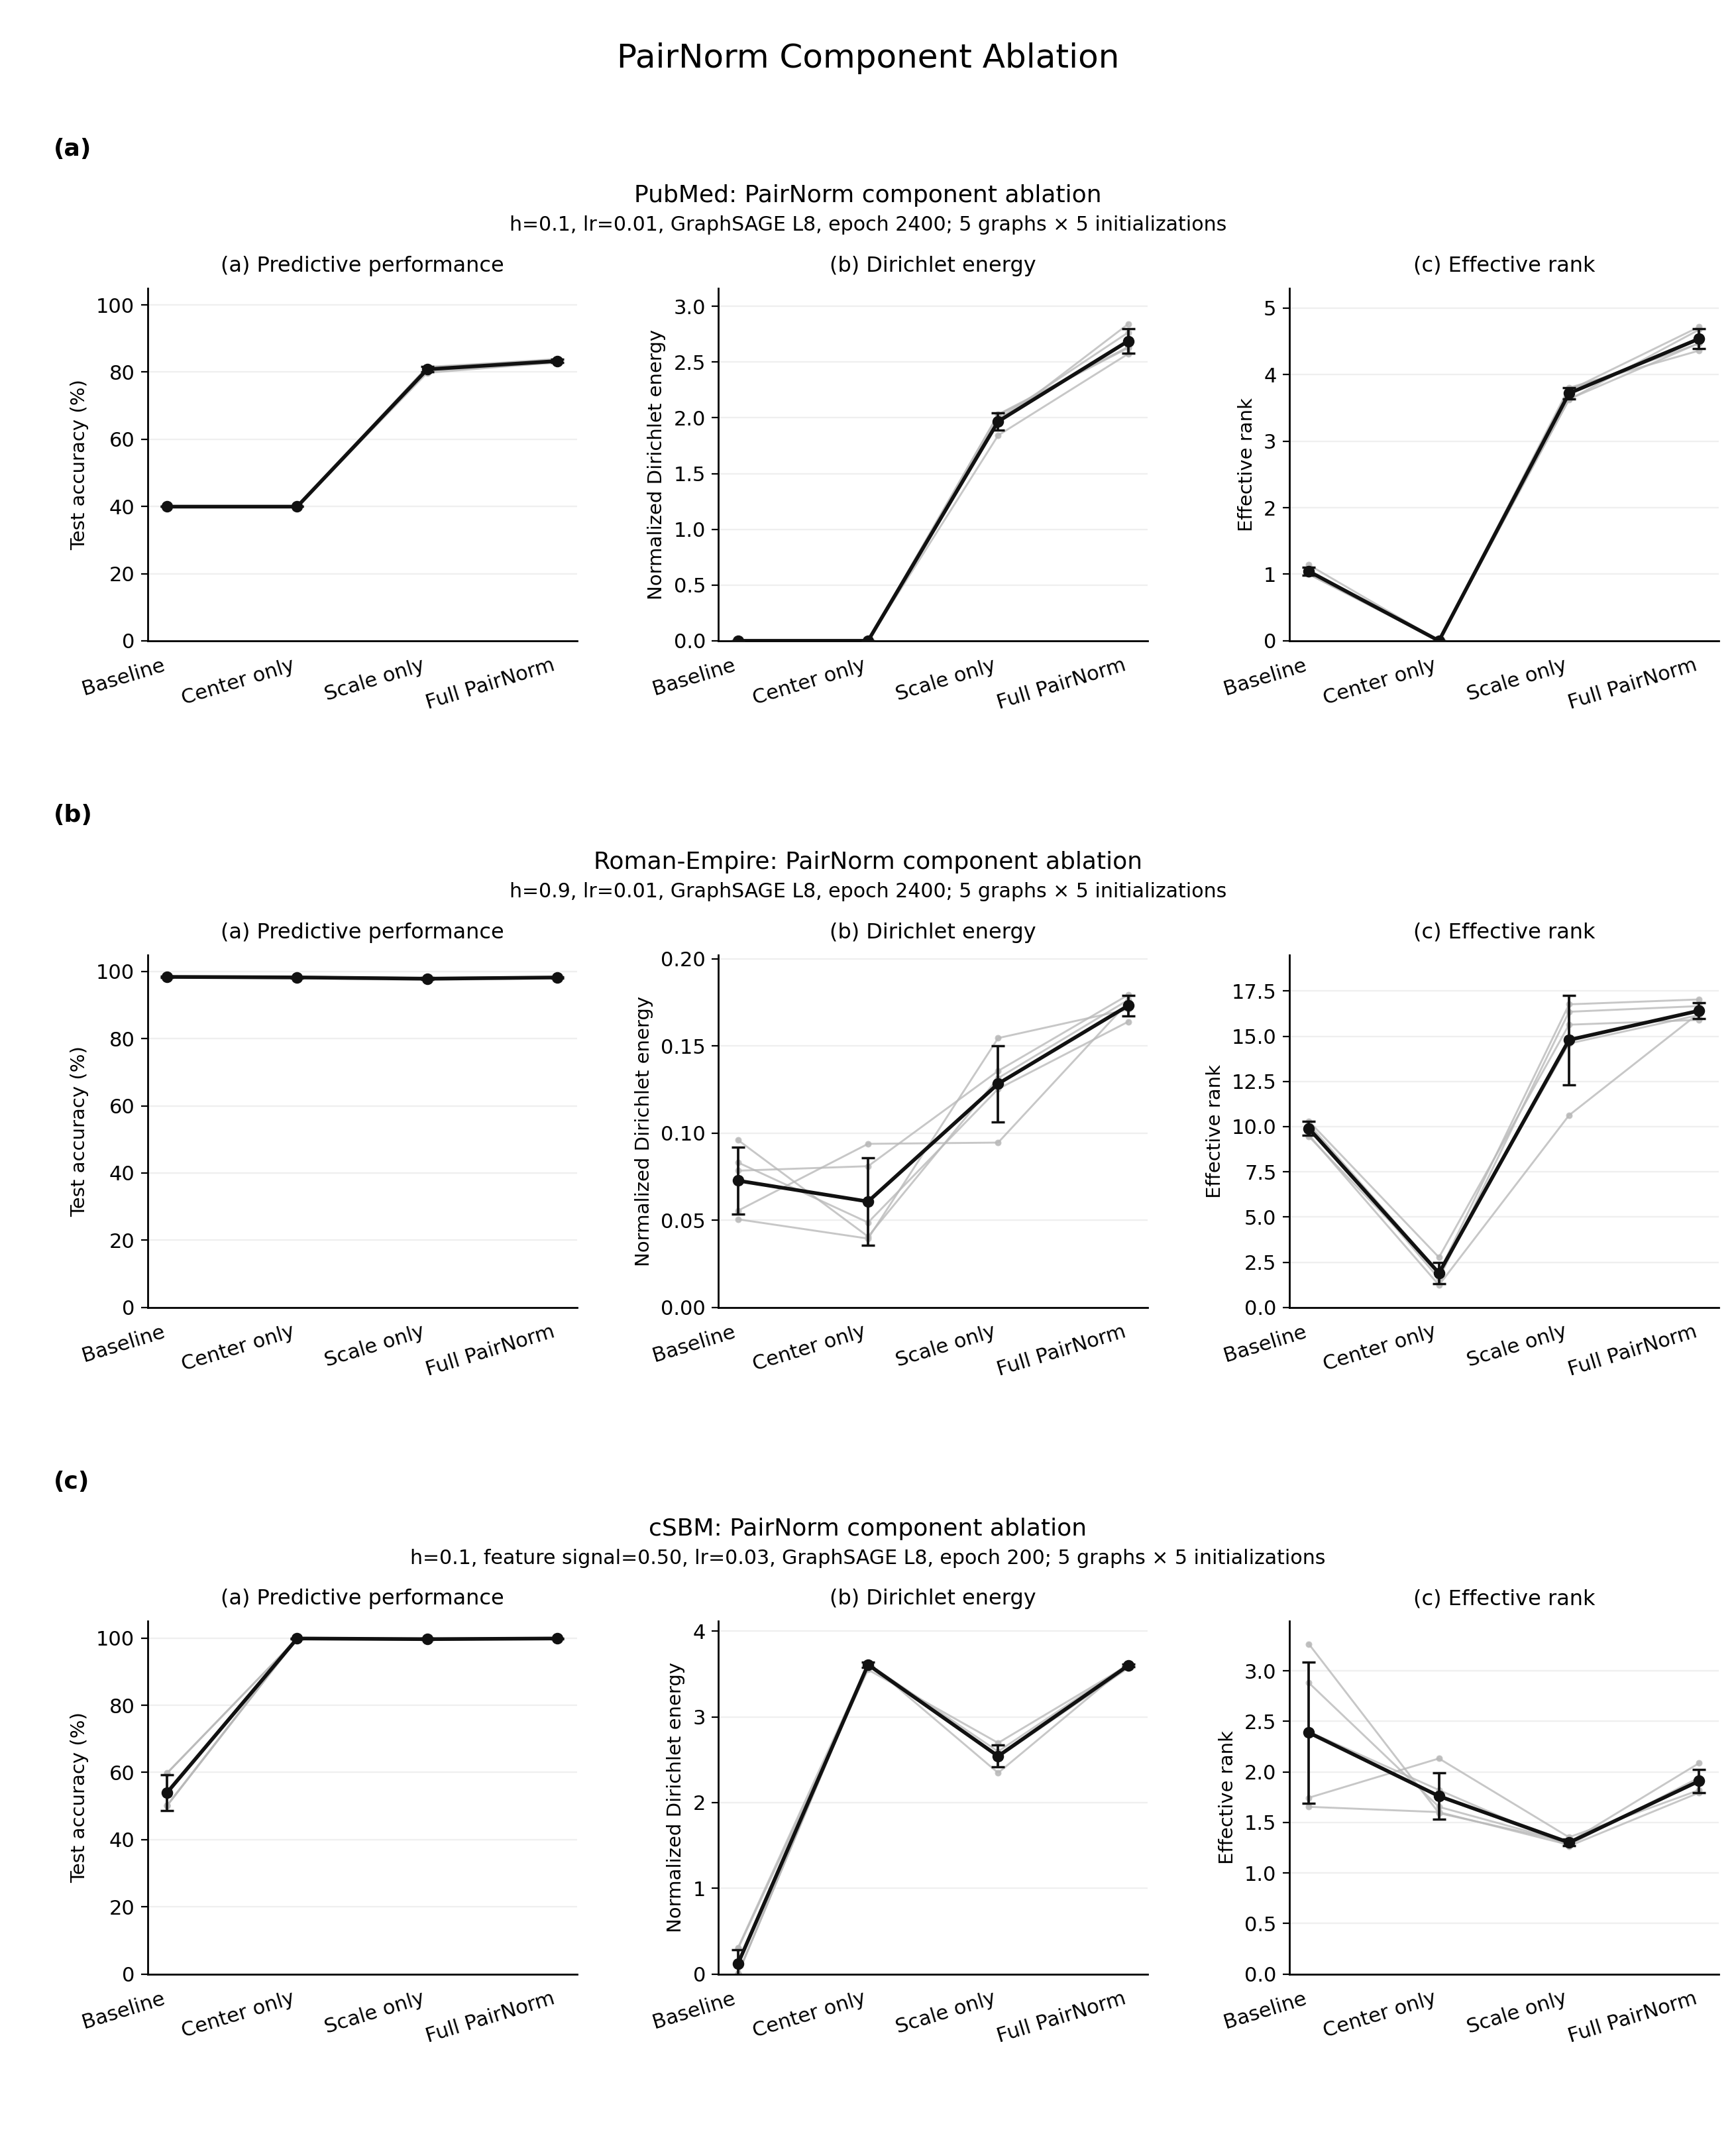 PairNorm Component Ablation
(a)
PubMed: PairNorm component ablation
h=0.1, lr=0.01, GraphSAGE L8, epoch 2400; 5 graphs × 5 initializations
(a) Predictive performance
Test accuracy (%)
100
80
60
40
20
0
Baseline
Center only
Scale only
Full PairNorm
(b) Dirichlet energy
Normalized Dirichlet energy
3.0
2.5
2.0
1.5
1.0
0.5
0.0
Baseline
Center only
Scale only
Full PairNorm
(c) Effective rank
Effective rank
5
4
3
2
1
0
Baseline
Center only
Scale only
Full PairNorm
(b)
Roman-Empire: PairNorm component ablation
h=0.9, lr=0.01, GraphSAGE L8, epoch 2400; 5 graphs × 5 initializations
(a) Predictive performance
Test accuracy (%)
100
80
60
40
20
0
Baseline
Center only
Scale only
Full PairNorm
(b) Dirichlet energy
Normalized Dirichlet energy
0.20
0.15
0.10
0.05
0.00
Baseline
Center only
Scale only
Full PairNorm
(c) Effective rank
Effective rank
17.5
15.0
12.5
10.0
7.5
5.0
2.5
0.0
Baseline
Center only
Scale only
Full PairNorm
(c)
cSBM: PairNorm component ablation
h=0.1, feature signal=0.50, lr=0.03, GraphSAGE L8, epoch 200; 5 graphs × 5 initializations
(a) Predictive performance
Test accuracy (%)
100
80
60
40
20
0
Baseline
Center only
Scale only
Full PairNorm
(b) Dirichlet energy
Normalized Dirichlet energy
4
3
2
1
0
Baseline
Center only
Scale only
Full PairNorm
(c) Effective rank
Effective rank
3.0
2.5
2.0
1.5
1.0
0.5
0.0
Baseline
Center only
Scale only
Full PairNorm